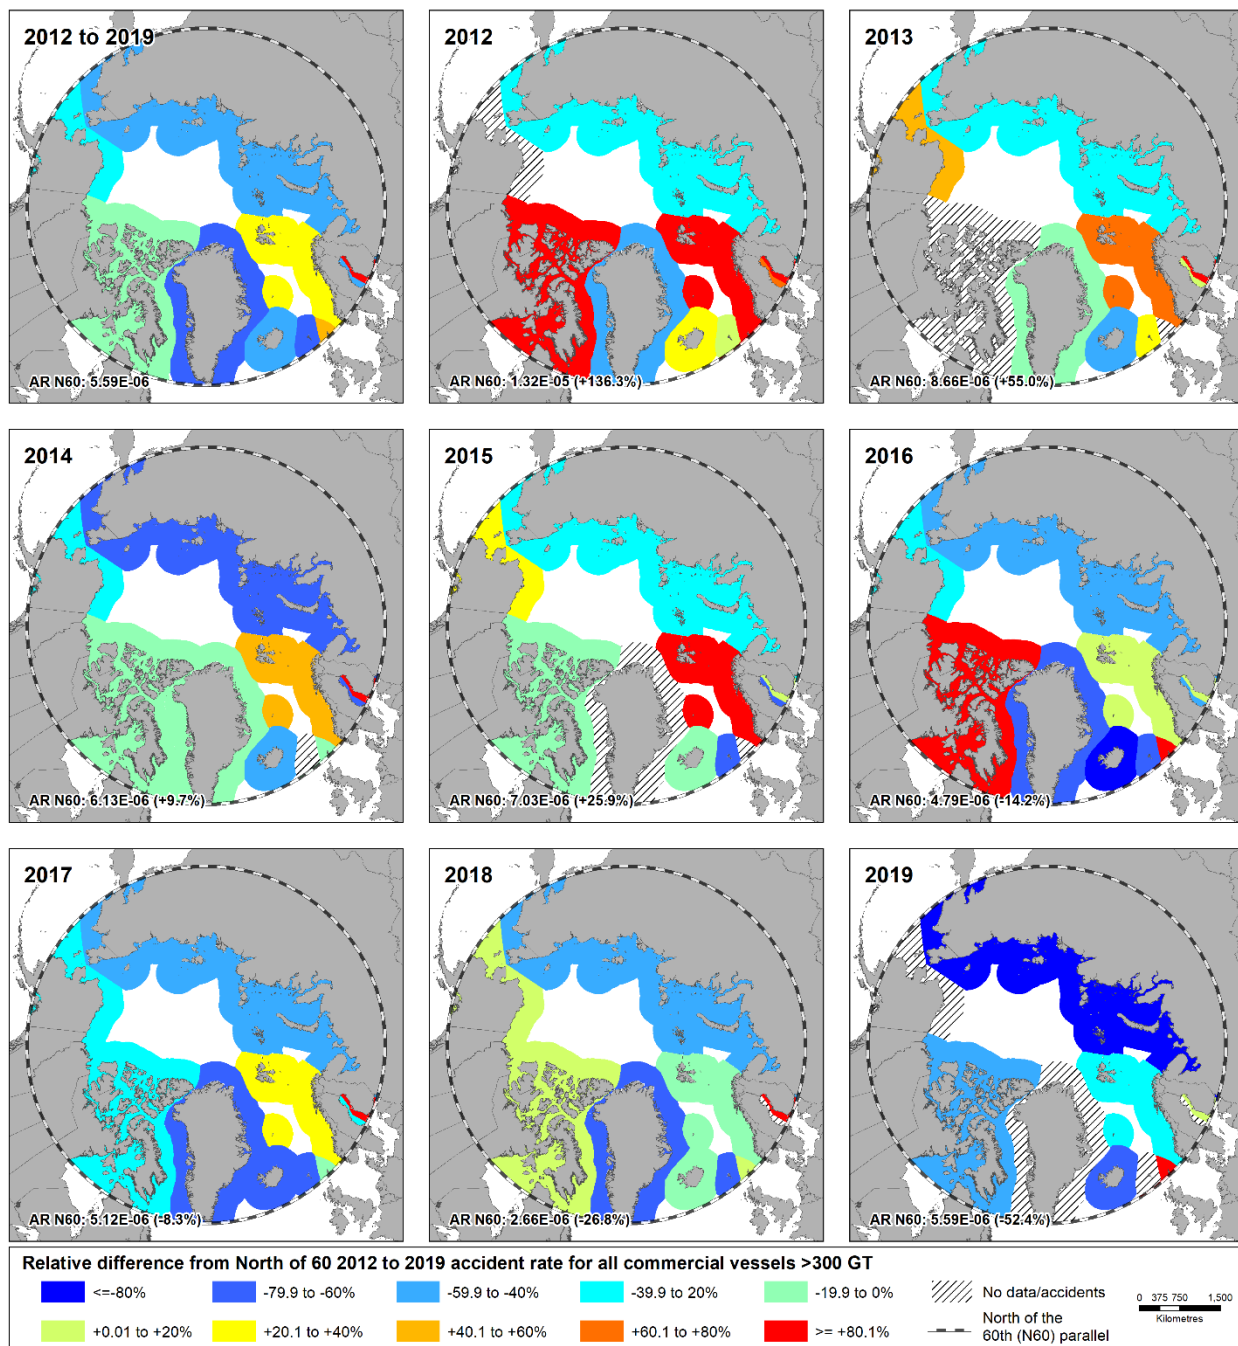 2012 to 2019
AR N60: 5.59E-06
2012
AR N60: 1.32E-05 (+136.3%)
2013
AR N60: 8.66E-06 (+55.0%)
2014
AR N60: 6.13E-06 (+9.7%)
2015
AR N60: 7.03E-06 (+25.9%)
2016
AR N60: 4.79E-06 (-14.2%)
2017
AR N60: 5.12E-06 (-8.3%)
2018
AR N60: 2.66E-06 (-26.8%)
2019
AR N60: 5.59E-06 (-52.4%)
Relative difference from North of 60 2012 to 2019 accident rate for all commercial vessels >300 GT
<=-80%
-79.9 to -60%
-59.9 to -40%
-39.9 to 20%
-19.9 to 0%
No data/accidents
0 375 750 1,500
Kilometres
+0.01 to +20%
+20.1 to +40%
+40.1 to +60%
+60.1 to +80%
>= +80.1%
North of the
60th (N60) parallel